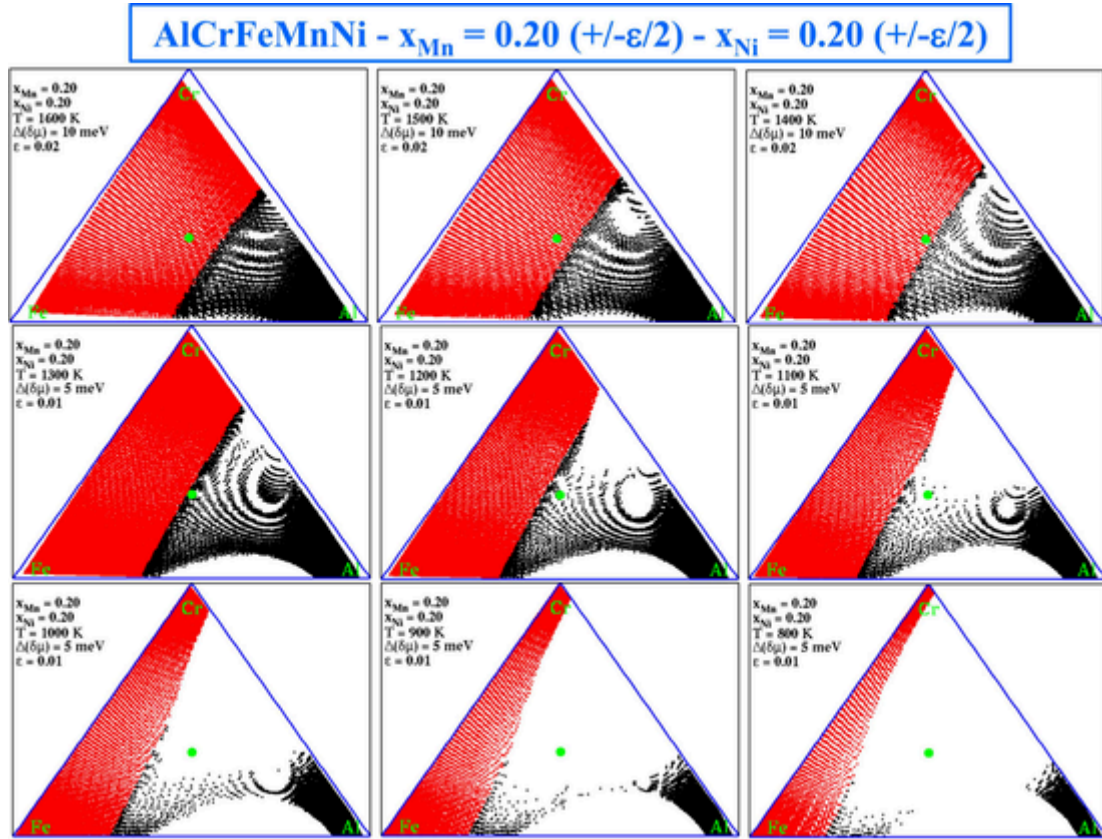 AlCrFeMnNi - xMn = 0.20 (+/-ε/2) - xNi = 0.20 (+/-ε/2)
xMn = 0.20
xNi = 0.20
T = 1600 K
Δ(δμ) = 10 meV
ε = 0.02
Cr
Fe
Al
xMn = 0.20
xNi = 0.20
T = 1500 K
Δ(δμ) = 10 meV
ε = 0.02
Cr
Fe
Al
xMn = 0.20
xNi = 0.20
T = 1400 K
Δ(δμ) = 10 meV
ε = 0.02
Cr
Fe
Al
xMn = 0.20
xNi = 0.20
T = 1300 K
Δ(δμ) = 5 meV
ε = 0.01
Cr
Fe
Al
xMn = 0.20
xNi = 0.20
T = 1200 K
Δ(δμ) = 5 meV
ε = 0.01
Cr
Fe
Al
xMn = 0.20
xNi = 0.20
T = 1100 K
Δ(δμ) = 5 meV
ε = 0.01
Cr
Fe
Al
xMn = 0.20
xNi = 0.20
T = 1000 K
Δ(δμ) = 5 meV
ε = 0.01
Cr
Fe
Al
xMn = 0.20
xNi = 0.20
T = 900 K
Δ(δμ) = 5 meV
ε = 0.01
Cr
Fe
Al
xMn = 0.20
xNi = 0.20
T = 800 K
Δ(δμ) = 5 meV
ε = 0.01
Cr
Fe
Al